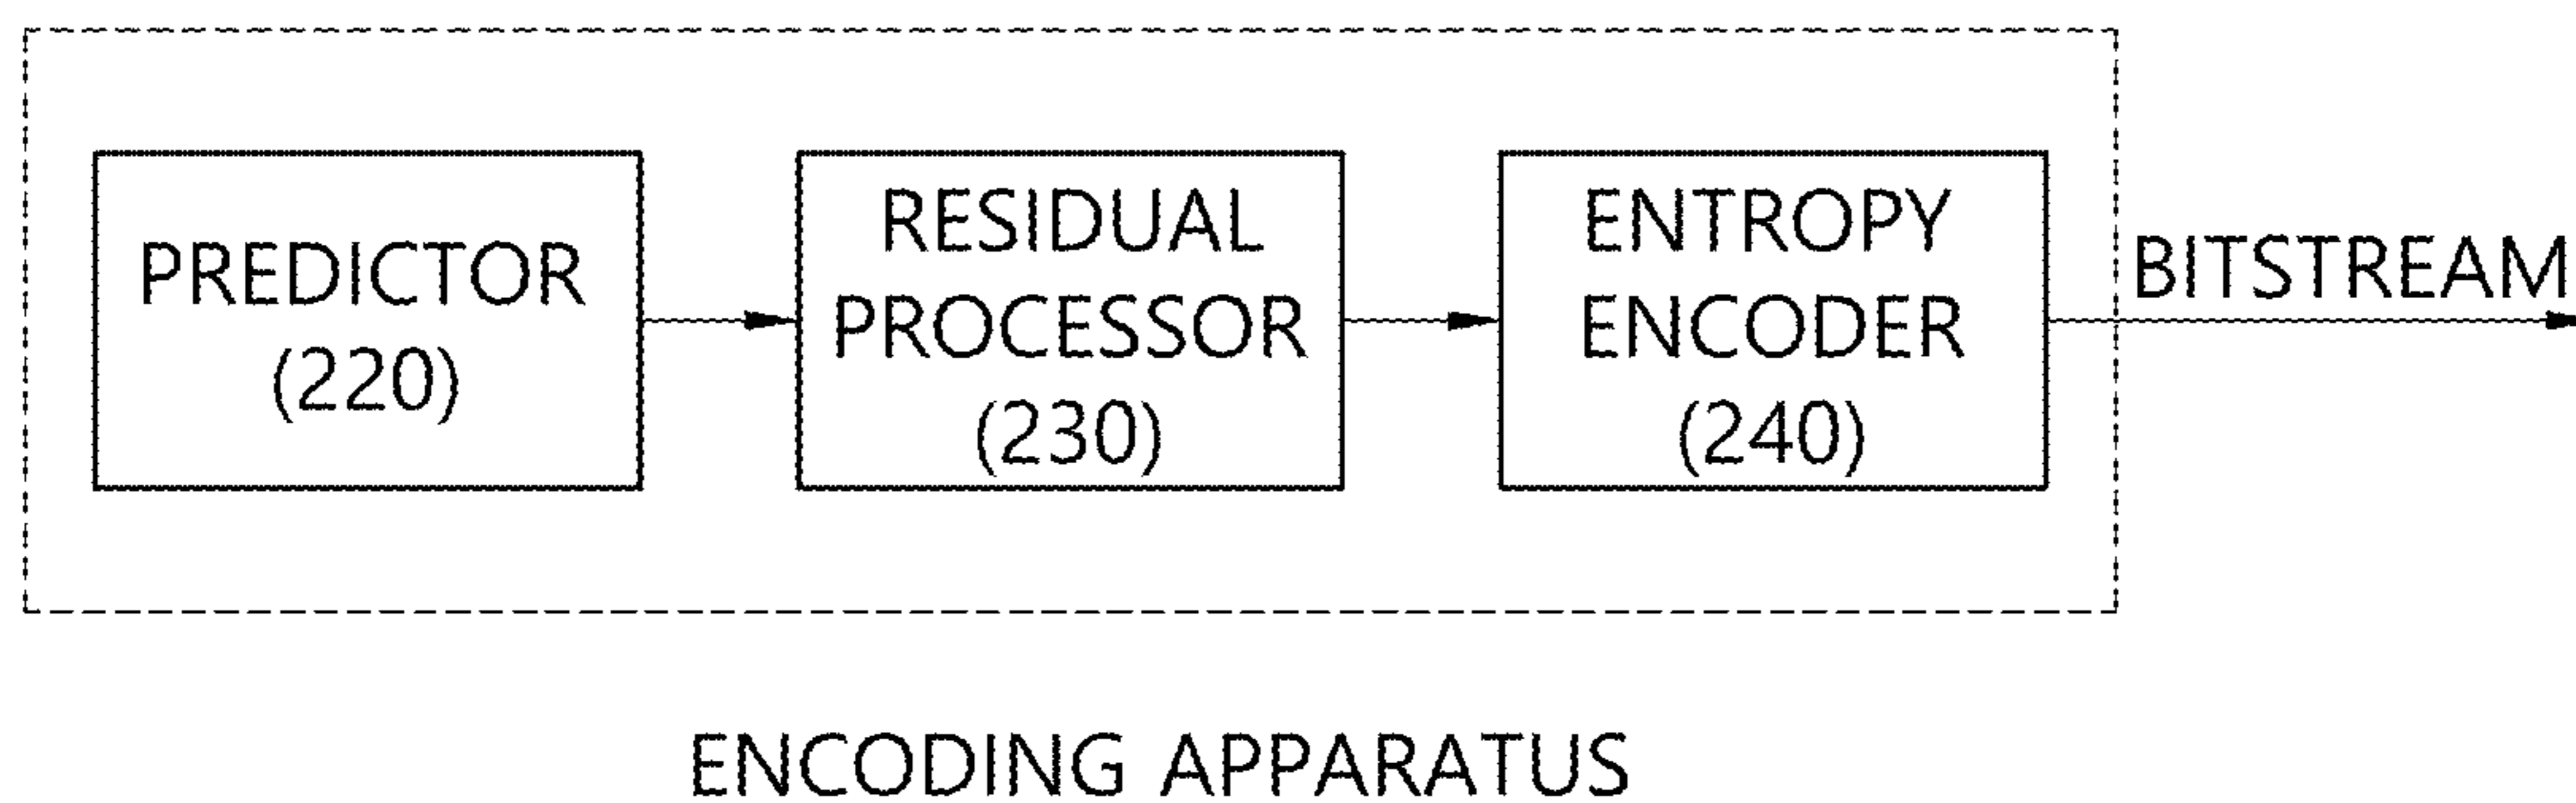 PREDICTOR
(220)
RESIDUAL
PROCESSOR
(230)
ENTROPY
ENCODER
(240)
BITSTREAM
ENCODING APPARATUS